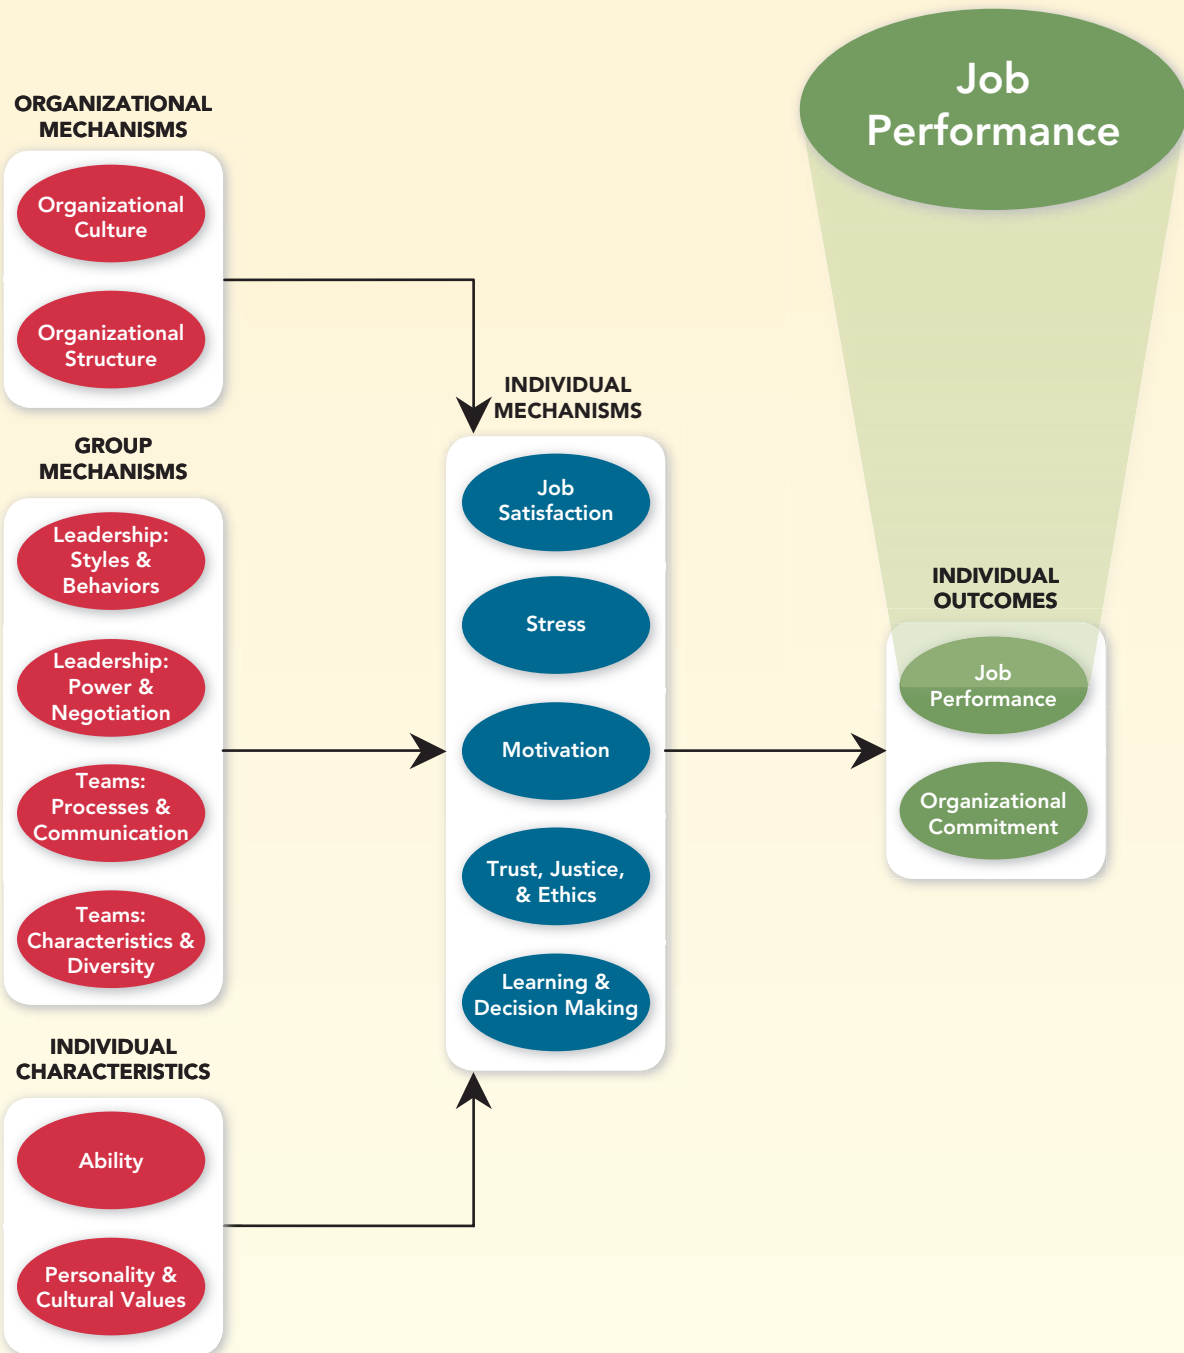 Job
Performance
ORGANIZATIONAL
MECHANISMS
Organizational
Culture
Organizational
Structure
GROUP
MECHANISMS
Leadership:
Styles &
Behaviors
Leadership:
Power &
Negotiation
Teams:
Processes &
Communication
Teams:
Characteristics &
Diversity
INDIVIDUAL
CHARACTERISTICS
Ability
Personality &
Cultural Values
INDIVIDUAL
MECHANISMS
Job
Satisfaction
Stress
Motivation
Trust, Justice,
& Ethics
Learning &
Decision Making
INDIVIDUAL
OUTCOMES
Job
Performance
Organizational
Commitment